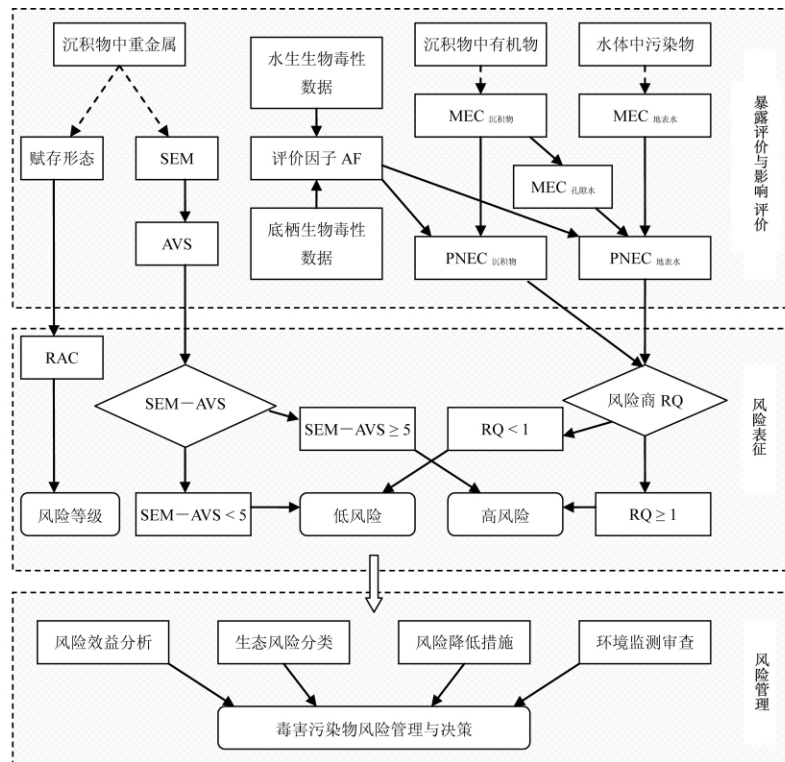 沉积物中重金属
水生生物毒性
数据
沉积物中有机物
水体中污染物
MEC 沉积物
MEC 地表水
赋存形态
SEM
评价因子 AF
MEC 孔隙水
AVS
底栖生物毒性
数据
PNEC 沉积物
PNEC 地表水
暴露评价与影响评价
RAC
SEM－AVS
风险商 RQ
SEM－AVS ≥ 5
RQ < 1
风险等级
SEM－AVS < 5
低风险
高风险
RQ ≥ 1
风险表征
风险效益分析
生态风险分类
风险降低措施
环境监测审查
毒害污染物风险管理与决策
风险管理